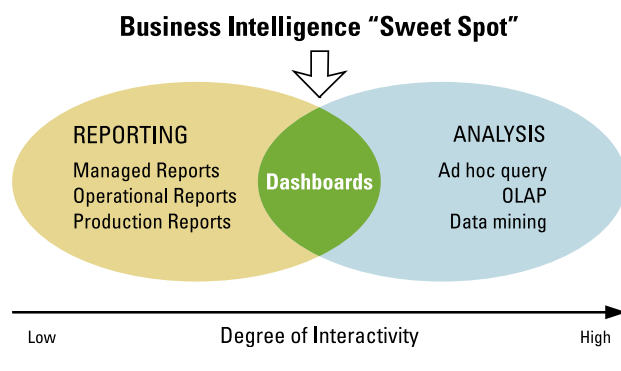 Business Intelligence “Sweet Spot”
REPORTING
Managed Reports
Operational Reports
Production Reports
Dashboards
ANALYSIS
Ad hoc query
OLAP
Data mining
Low
Degree of Interactivity
High